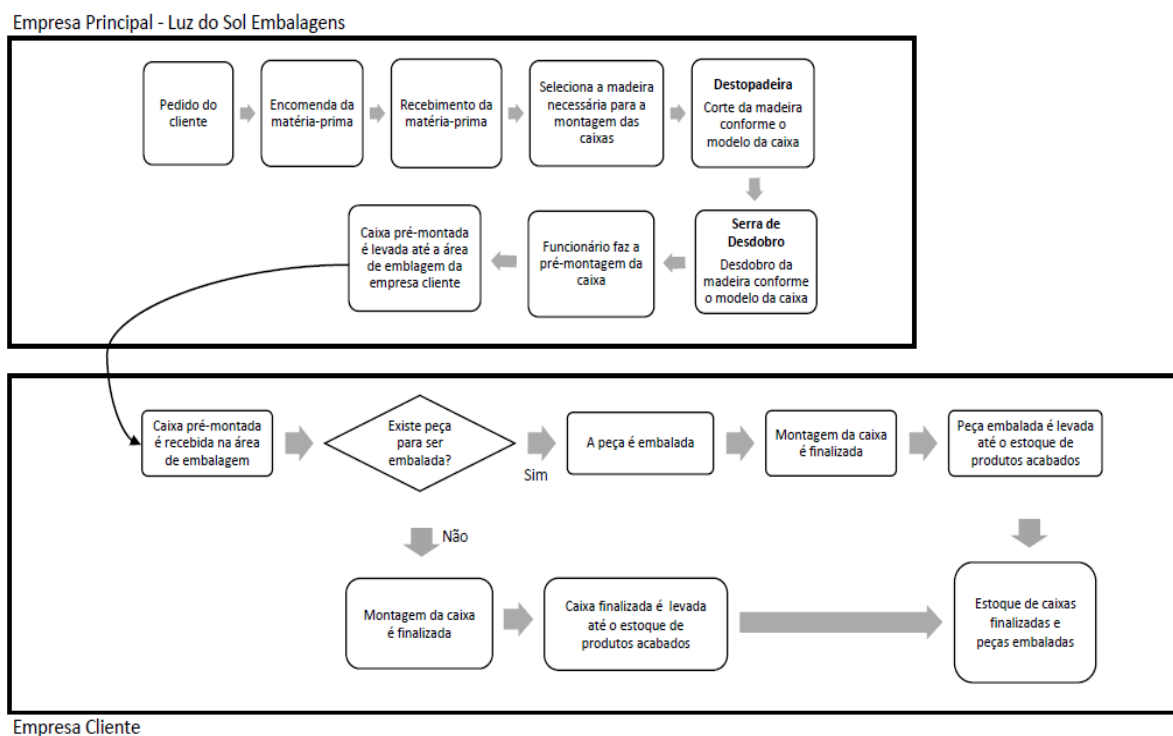 Empresa Principal - Luz do Sol Embalagens
Pedido do
cliente
Encomenda da
matéria-prima
Recebimento da
matéria-prima
Seleciona a madeira
necessária para a
montagem das
caixas
Destopadeira
Corte da madeira
conforme o
modelo da caixa
Serra de
Desdobro
Desdobro da
madeira conforme
o modelo da caixa
Funcionário faz a
pré-montagem da
caixa
Caixa pré-montada
é levada até a área
de emblagem da
empresa cliente
Caixa pré-montada
é recebida na área
de embalagem
Existe peça
para ser
embalada?
Sim
A peça é embalada
Montagem da caixa
é finalizada
Peça embalada é levada
até o estoque de
produtos acabados
Não
Montagem da caixa
é finalizada
Caixa finalizada é levada
até o estoque de
produtos acabados
Estoque de caixas
finalizadas e
peças embaladas
Empresa Cliente